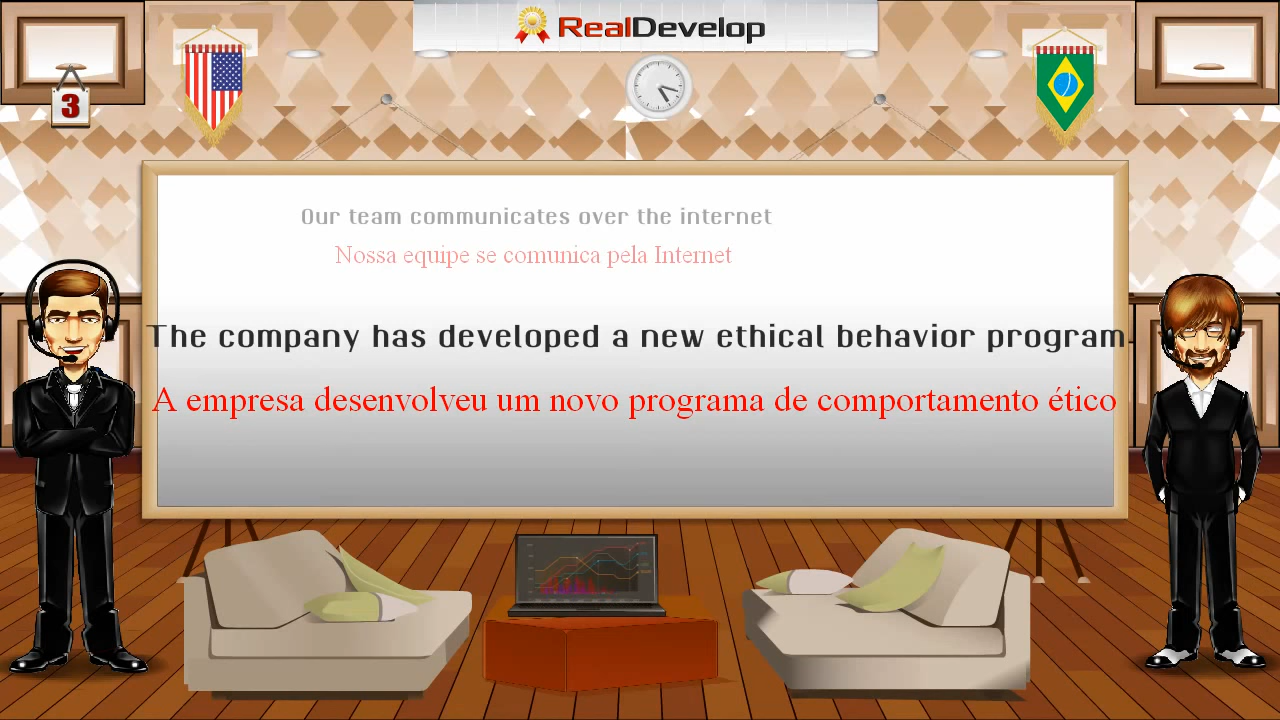 RealDevelop
3
Our team communicates over the internet
Nossa equipe se comunica pela Internet
The company has developed a new ethical behavior program.
A empresa desenvolveu um novo programa de comportamento ético